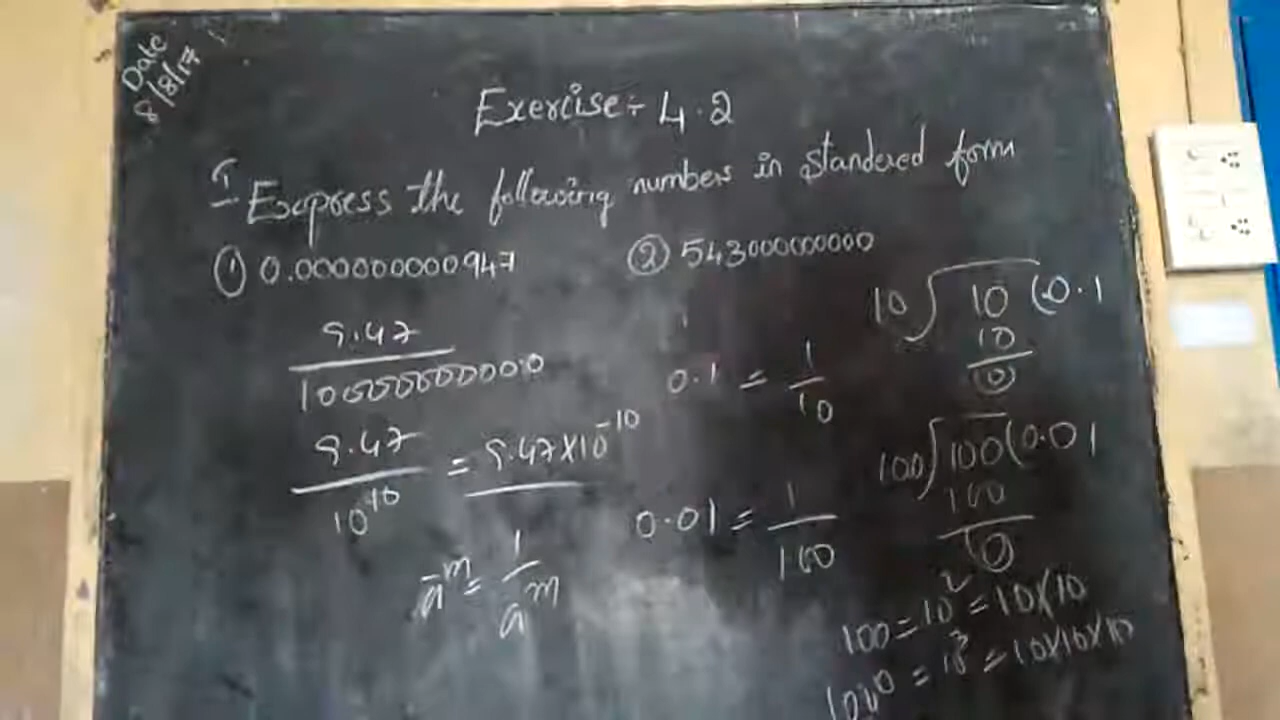 Date
8/8/17
Exercise÷ 4.2
I Express the following numbers in standered form
① 0.000000000947
② 543000000000
9.47
10000000000
9.47
10^10 = 9.47×10^-10
a^-m = 1/a^m
0.1 = 1/10
0.01 = 1/100
10) 10 (0.1
10
(0)
100) 100 (0.01
100
(0)
100 = 10^2 = 10×10
1000 = 10^3 = 10×10×10